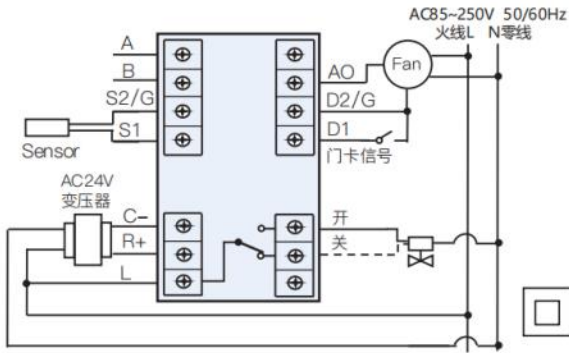 AC85~250V 50/60Hz
火线L N零线
A
B
S2/G
S1
Sensor
AO
Fan
D2/G
D1
门卡信号
AC24V
变压器
C-
R+
L
开
关